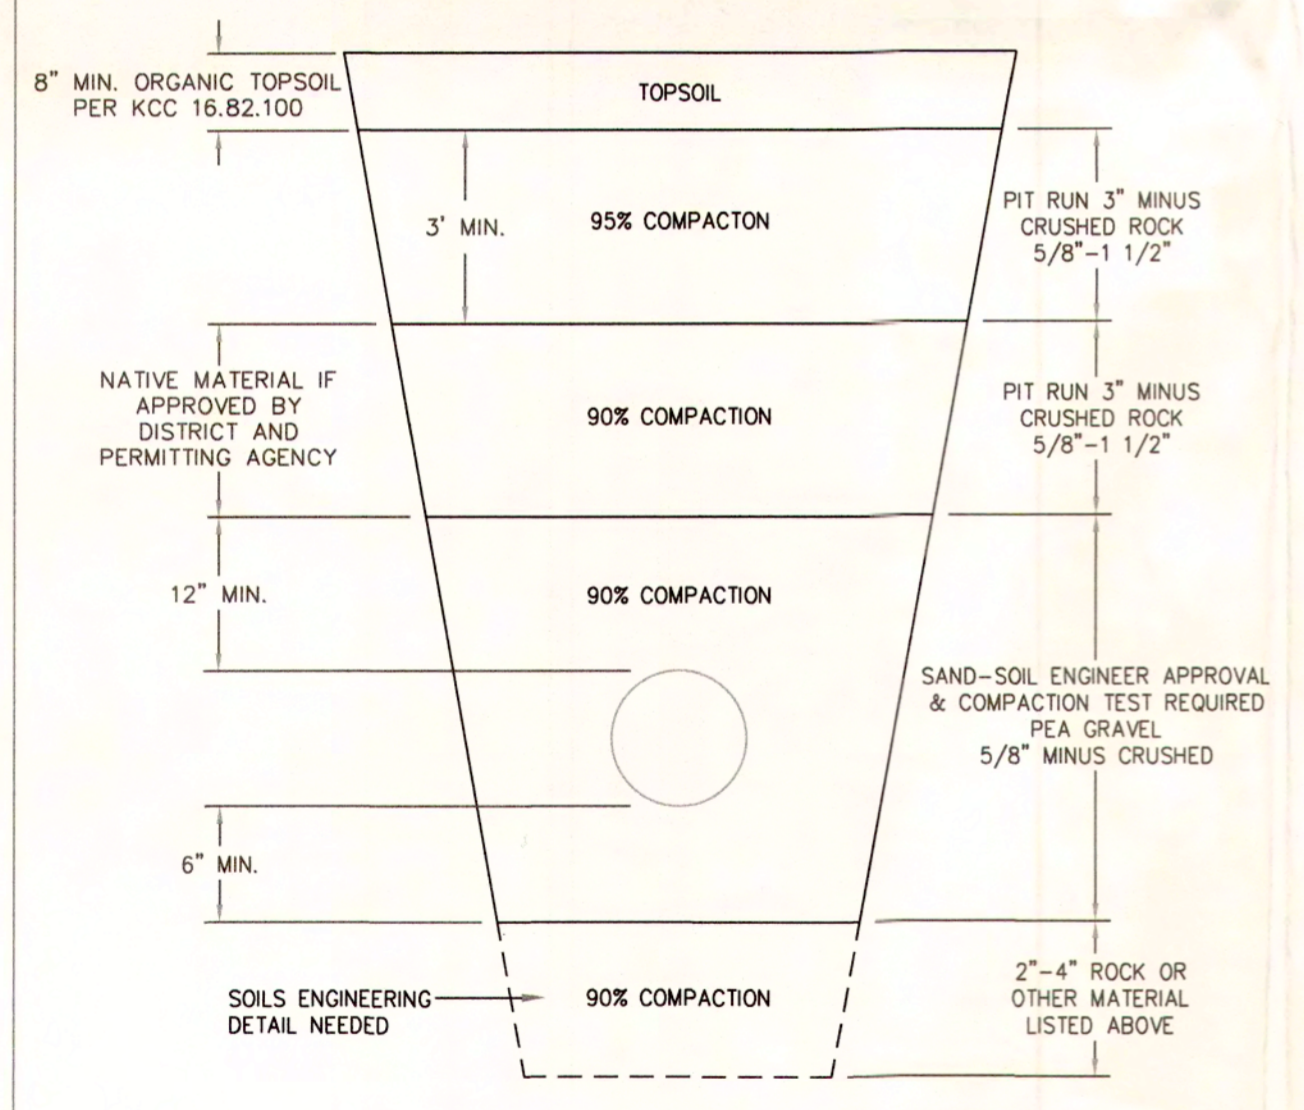 8" MIN. ORGANIC TOPSOIL
PER KCC 16.82.100
TOPSOIL
3' MIN.
95% COMPACTON
PIT RUN 3" MINUS
CRUSHED ROCK
5/8"-1 1/2"
NATIVE MATERIAL IF
APPROVED BY
DISTRICT AND
PERMITTING AGENCY
90% COMPACTION
PIT RUN 3" MINUS
CRUSHED ROCK
5/8"-1 1/2"
12" MIN.
90% COMPACTION
SAND-SOIL ENGINEER APPROVAL
& COMPACTION TEST REQUIRED
PEA GRAVEL
5/8" MINUS CRUSHED
6" MIN.
SOILS ENGINEERING
DETAIL NEEDED
90% COMPACTION
2"-4" ROCK OR
OTHER MATERIAL
LISTED ABOVE